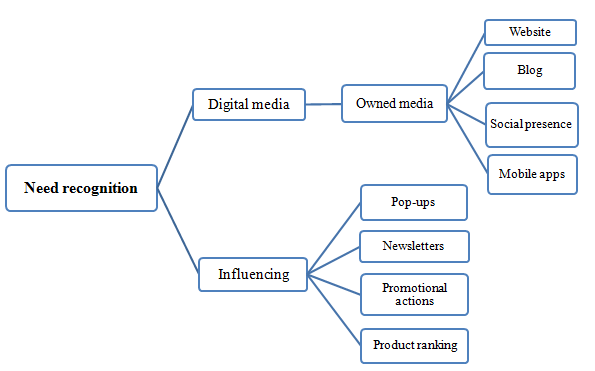 Website
Blog
Digital media
Owned media
Social presence
Mobile apps
Need recognition
Pop-ups
Newsletters
Influencing
Promotional
actions
Product ranking